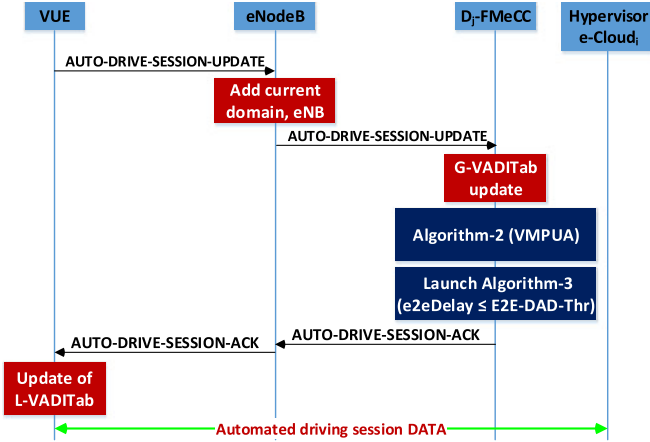 VUE
eNodeB
Dj-FMeCC
Hypervisor
e-Cloudi
AUTO-DRIVE-SESSION-UPDATE
Add current
domain, eNB
AUTO-DRIVE-SESSION-UPDATE
G-VADITab
update
Algorithm-2 (VMPUA)
Launch Algorithm-3
(e2eDelay ≤ E2E-DAD-Thr)
AUTO-DRIVE-SESSION-ACK
AUTO-DRIVE-SESSION-ACK
Update of
L-VADITab
Automated driving session DATA